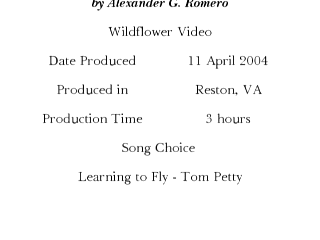 by Alexander G. Romero
Wildflower Video
Date Produced 11 April 2004
Produced in Reston, VA
Production Time 3 hours
Song Choice
Learning to Fly - Tom Petty